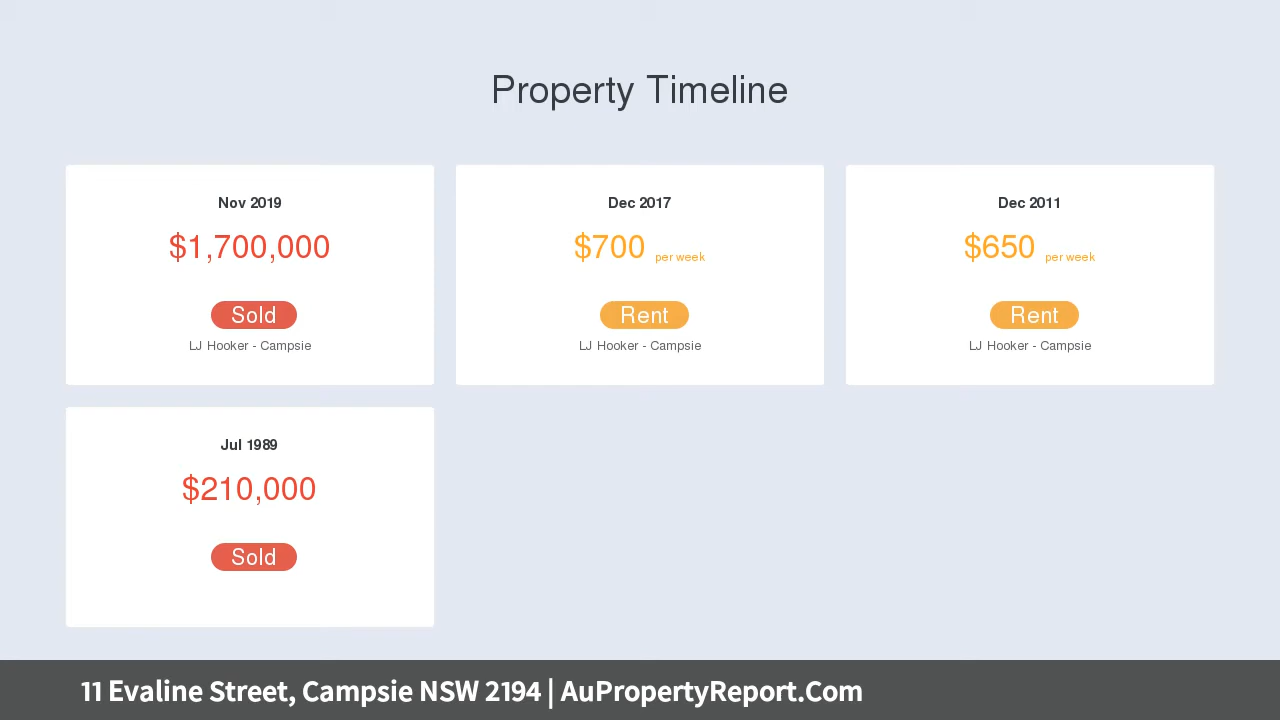 Property Timeline
Nov 2019
$1,700,000
Sold
LJ Hooker - Campsie
Dec 2017
$700 per week
Rent
LJ Hooker - Campsie
Dec 2011
$650 per week
Rent
LJ Hooker - Campsie
Jul 1989
$210,000
Sold
11 Evaline Street, Campsie NSW 2194 | AuPropertyReport.Com